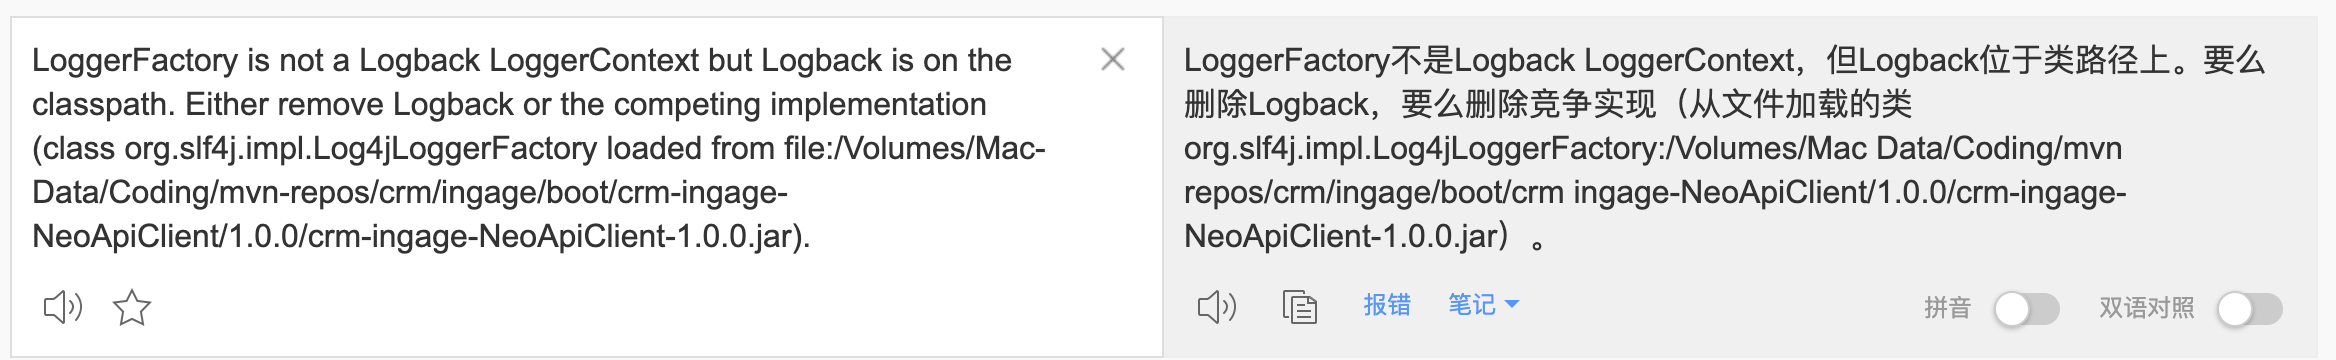 LoggerFactory is not a Logback LoggerContext but Logback is on the
classpath. Either remove Logback or the competing implementation
(class org.slf4j.impl.Log4jLoggerFactory loaded from file:/Volumes/Mac-
Data/Coding/mvn-repos/crm/ingage/boot/crm-ingage-
NeoApiClient/1.0.0/crm-ingage-NeoApiClient-1.0.0.jar).
LoggerFactory不是Logback LoggerContext，但Logback位于类路径上。要么
删除Logback，要么删除竞争实现（从文件加载的类
org.slf4j.impl.Log4jLoggerFactory:/Volumes/Mac Data/Coding/mvn
repos/crm/ingage/boot/crm ingage-NeoApiClient/1.0.0/crm-ingage-
NeoApiClient-1.0.0.jar）。
报错 笔记 拼音 双语对照